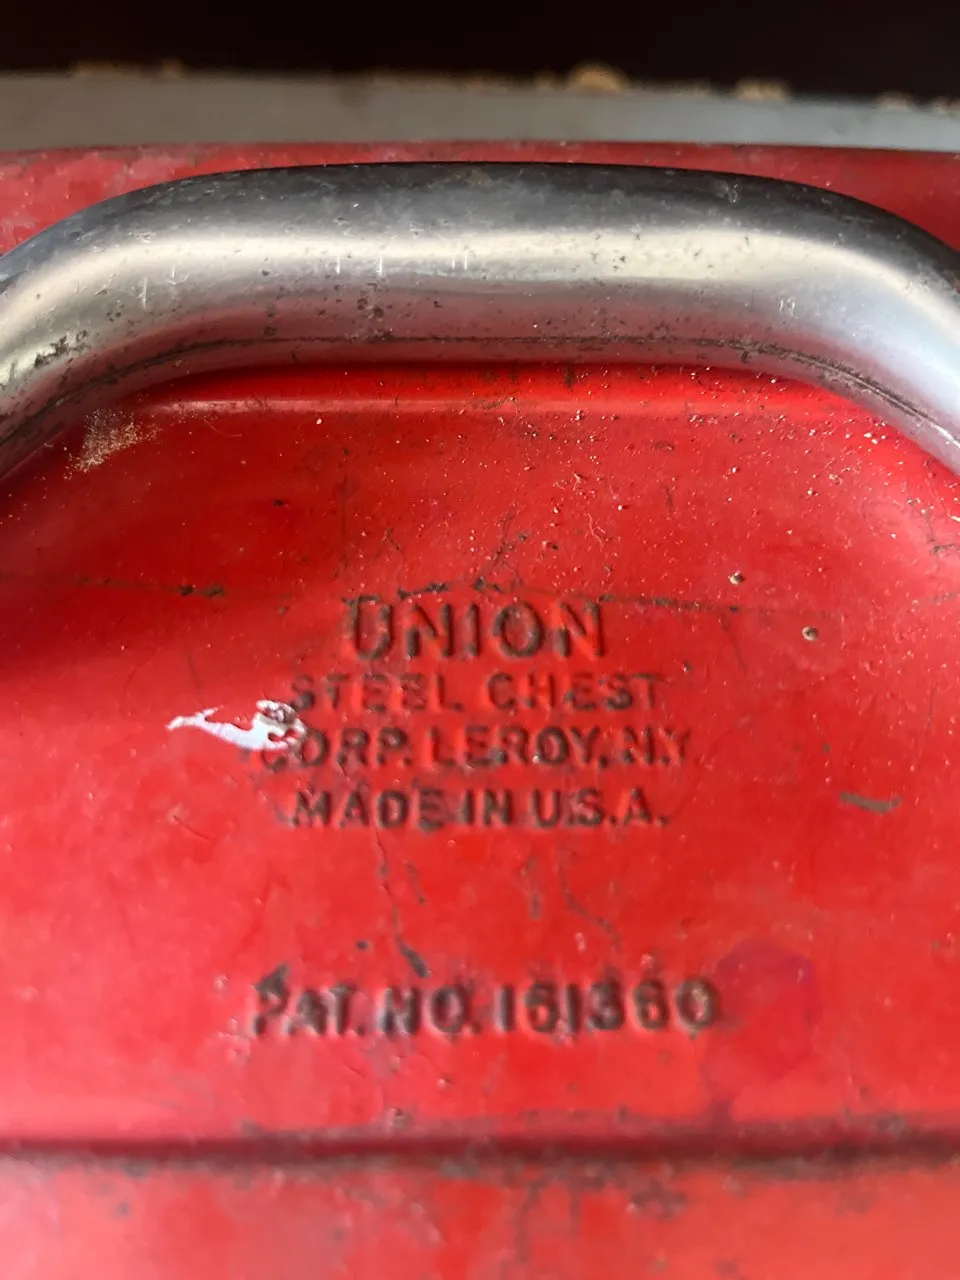 UNION
STEEL CHEST
CORP. LEROY, N.Y.
MADE IN U.S.A.
PAT. NO. 161360